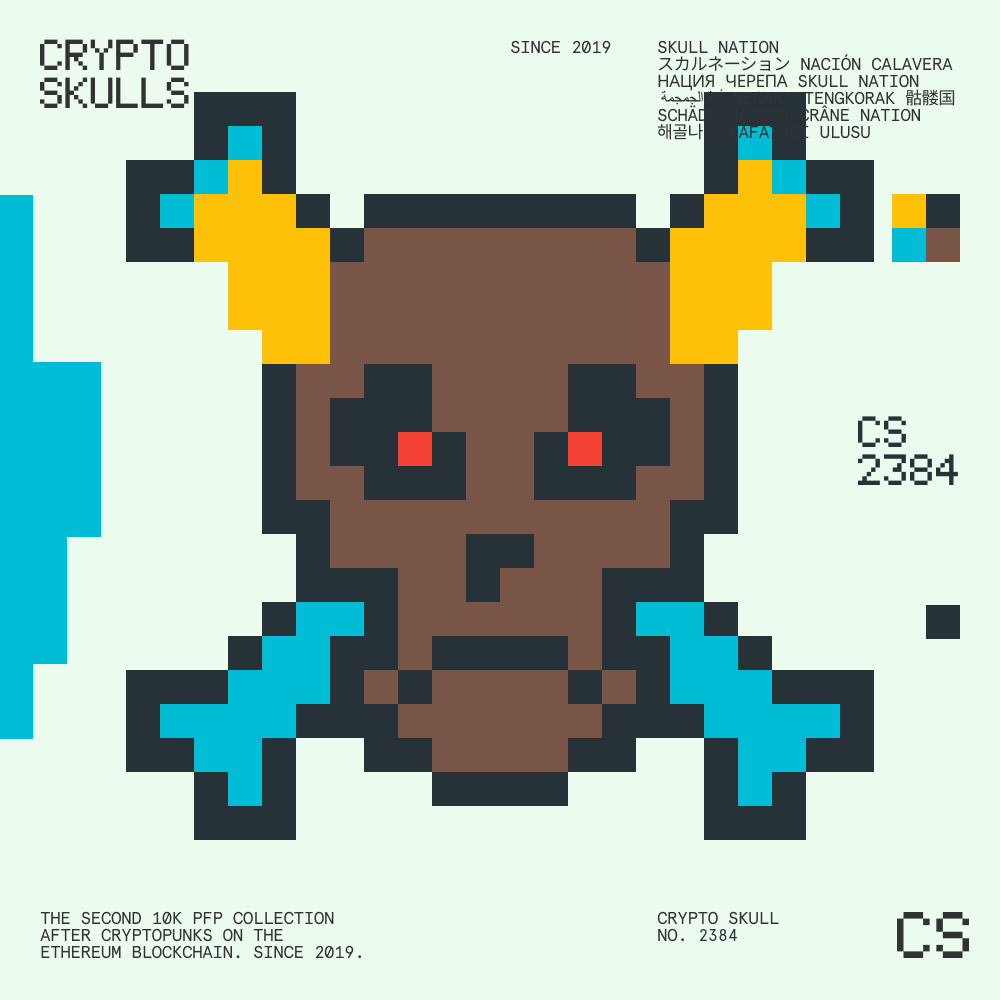 CRYPTO
SKULLS
SINCE 2019
SKULL NATION
スカルネーション NACIÓN CALAVERA
НАЦИЯ ЧЕРЕПА SKULL NATION
الجمجمة TENGKORAK 骷髅国
CRÂNE NATION
ULUSU
CS
2384
THE SECOND 10K PFP COLLECTION
AFTER CRYPTOPUNKS ON THE
ETHEREUM BLOCKCHAIN. SINCE 2019.
CRYPTO SKULL
NO. 2384
CS